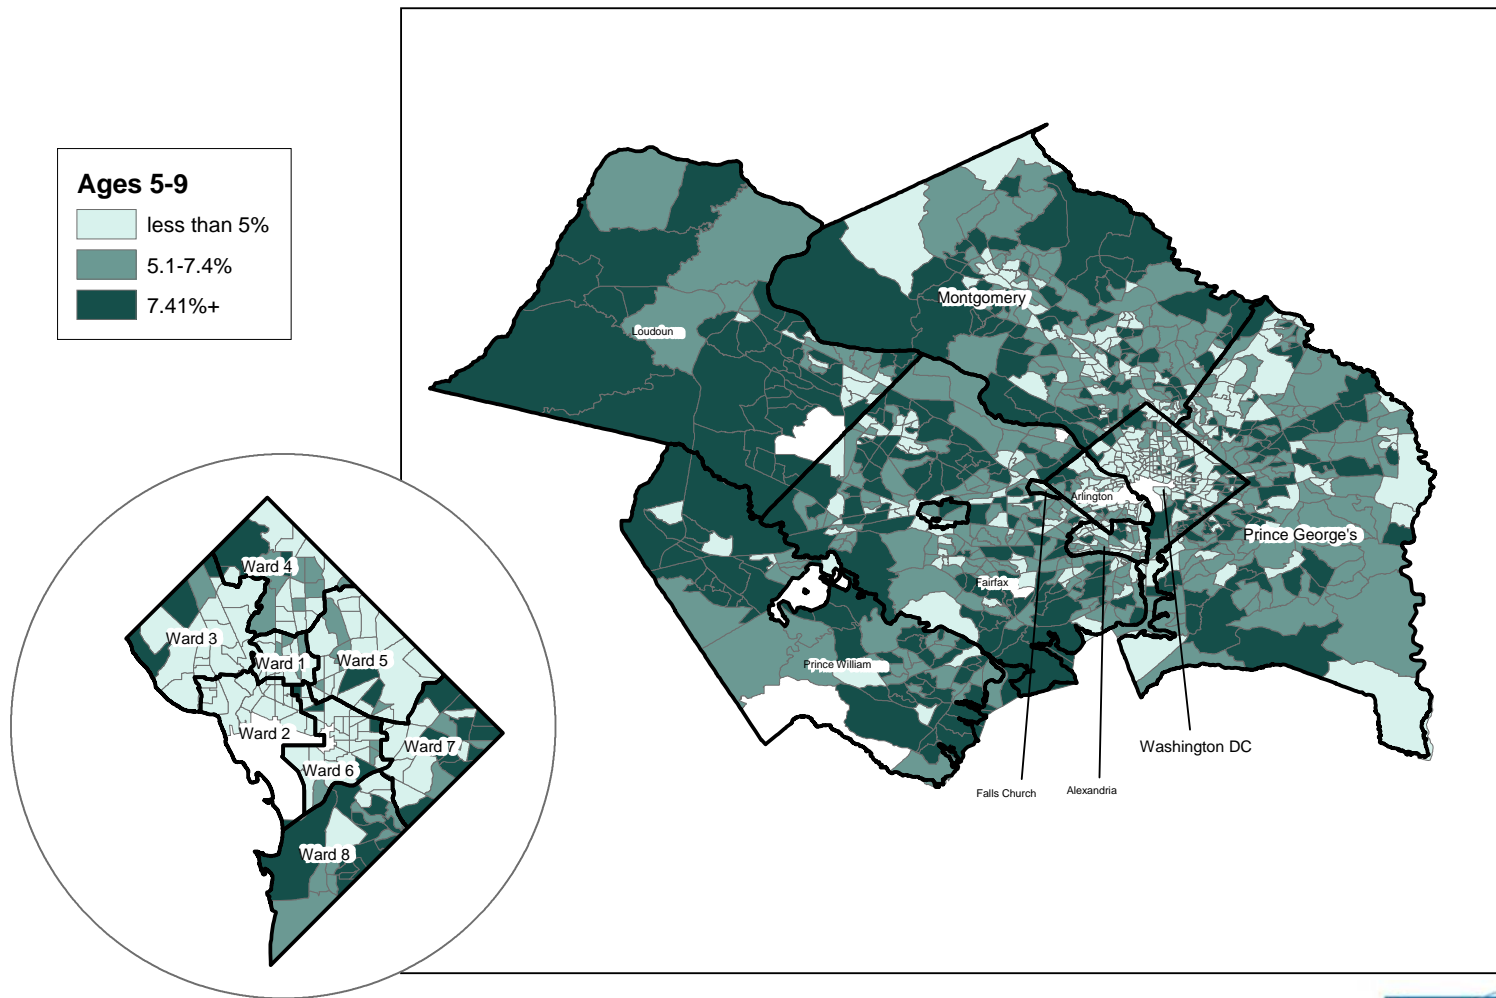 Ages 5-9
less than 5%
5.1-7.4%
7.41%+
Montgomery
Loudoun
Arlington
Prince George's
Fairfax
Prince William
Washington DC
Falls Church
Alexandria
Ward 4
Ward 3
Ward 1
Ward 5
Ward 2
Ward 7
Ward 6
Ward 8